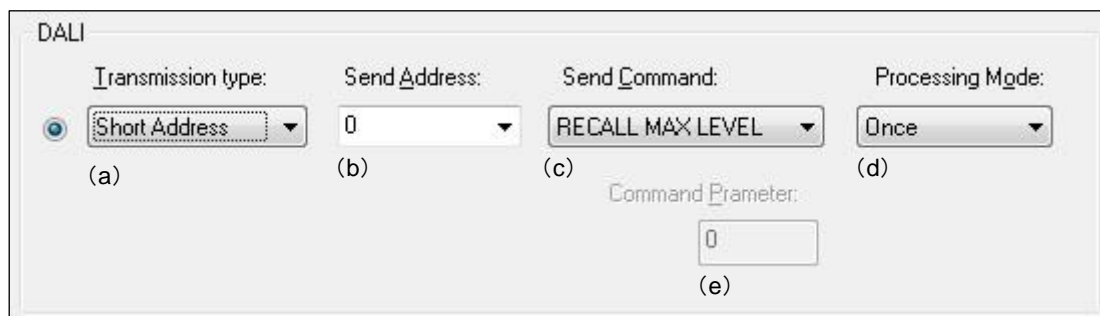 DALI
Transmission type: Send Address: Send Command: Processing Mode:
Short Address 0 RECALL MAX LEVEL Once
(a) (b) (c) (d)
Command Prameter:
0
(e)